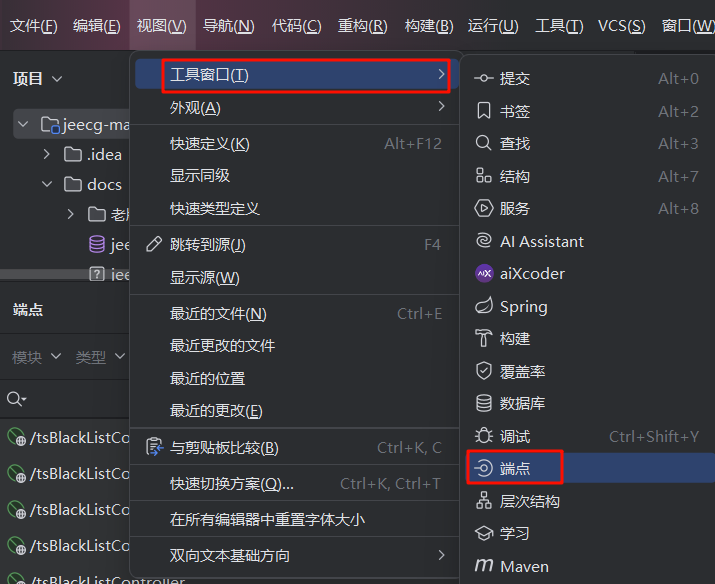 文件(F) 编辑(E) 视图(V) 导航(N) 代码(C) 重构(R) 构建(B) 运行(U) 工具(T) VCS(S) 窗口(W)
项目
jeecg-ma
.idea
docs
老
jee
jee
端点
模块 类型
/tsBlackListCo
/tsBlackListCo
/tsBlackListCo
/tsBlackListCo
/tsBlackListController
工具窗口(T)
外观(A)
快速定义(K) Alt+F12
显示同级
快速类型定义
跳转到源(J) F4
显示源(W)
最近的文件(N) Ctrl+E
最近更改的文件
最近的位置
最近的更改(E)
与剪贴板比较(B) Ctrl+K, C
快速切换方案(Q)... Ctrl+K, Ctrl+T
在所有编辑器中重置字体大小
双向文本基础方向
提交 Alt+0
书签 Alt+2
查找 Alt+3
结构 Alt+7
服务 Alt+8
AI Assistant
aiXcoder
Spring
构建
覆盖率
数据库
调试 Ctrl+Shift+Y
端点
层次结构
学习
Maven